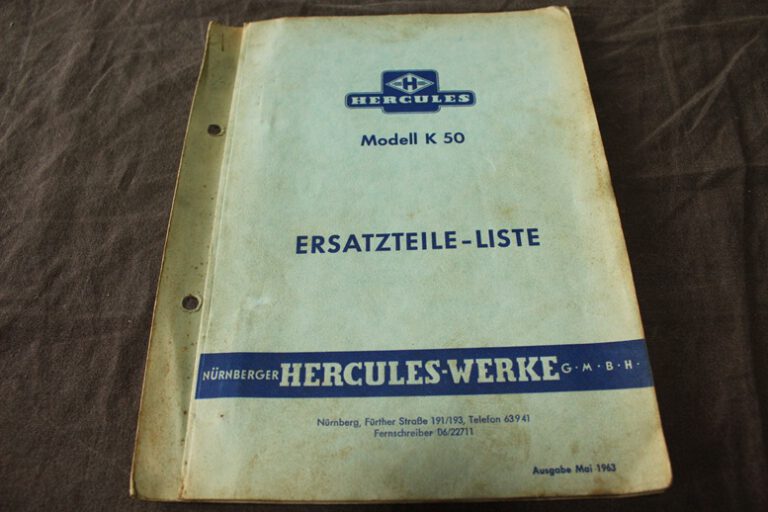 H
HERCULES
Modell K 50
ERSATZTEILE-LISTE
NÜRNBERGER HERCULES-WERKE G·M·B·H·
Nürnberg, Fürther Straße 191/193, Telefon 63941
Fernschreiber 06/22711
Ausgabe Mai 1963